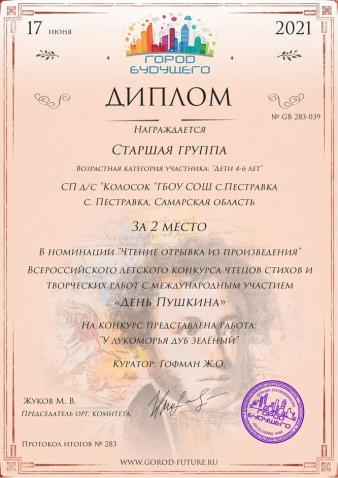 17 июня
2021
ГОРОД
БУДУЩЕГО
ДИПЛОМ
№ GB 283-039
Награждается
Старшая группа
Возрастная категория участника: "Дети 4-6 лет"
СП д/с "Колосок "ГБОУ СОШ с.Пестравка
с. Пестравка, Самарская область
За 2 место
В номинации "Чтение отрывка из произведения"
Всероссийского детского конкурса чтецов стихов и
творческих работ с международным участием
«День Пушкина»
На конкурс представлена работа:
"У лукоморья дуб зелёный"
Куратор: Гофман Ж.О.
Жуков М. В.
Председатель орг. комитета
ГОРОД
БУДУЩЕГО
Протокол итогов № 283
www.gorod-future.ru